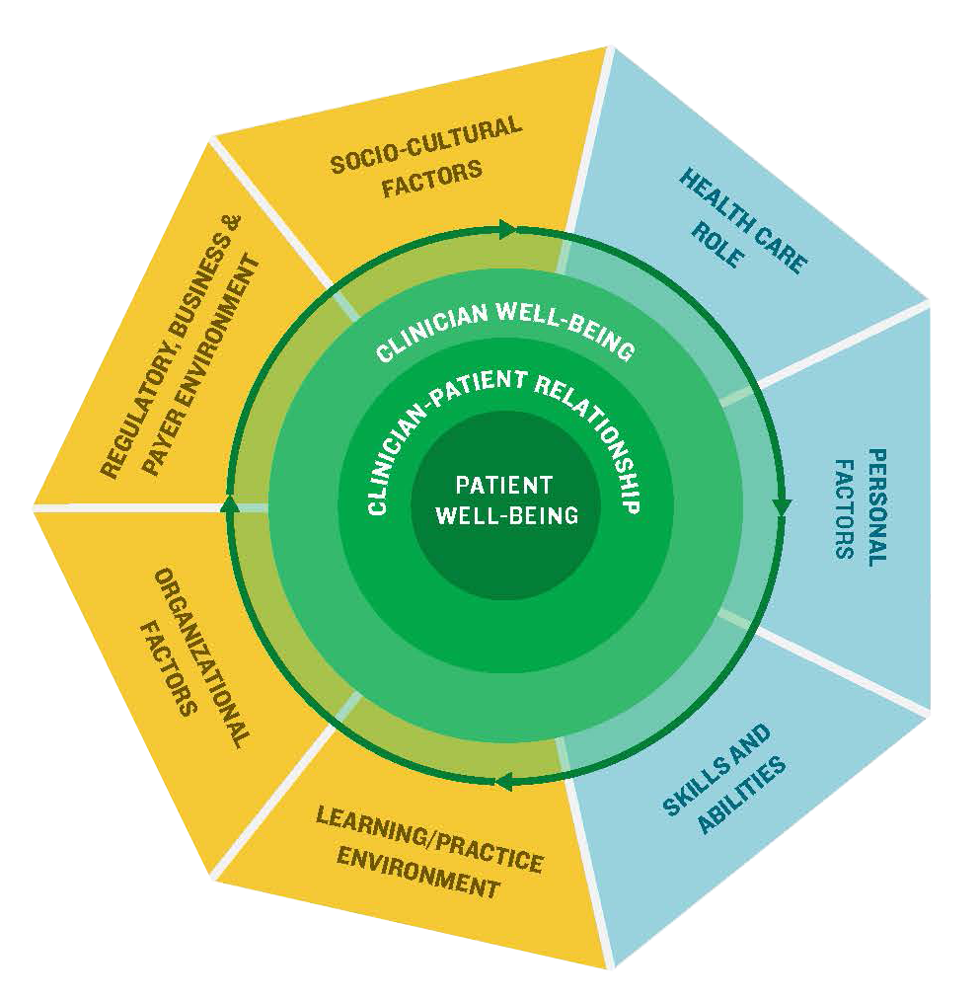 SOCIO-CULTURAL
FACTORS
HEALTH CARE
ROLE
PERSONAL
FACTORS
SKILLS AND
ABILITIES
LEARNING/PRACTICE
ENVIRONMENT
ORGANIZATIONAL
FACTORS
REGULATORY, BUSINESS &
PAYER ENVIRONMENT
CLINICIAN WELL-BEING
CLINICIAN-PATIENT RELATIONSHIP
PATIENT
WELL-BEING